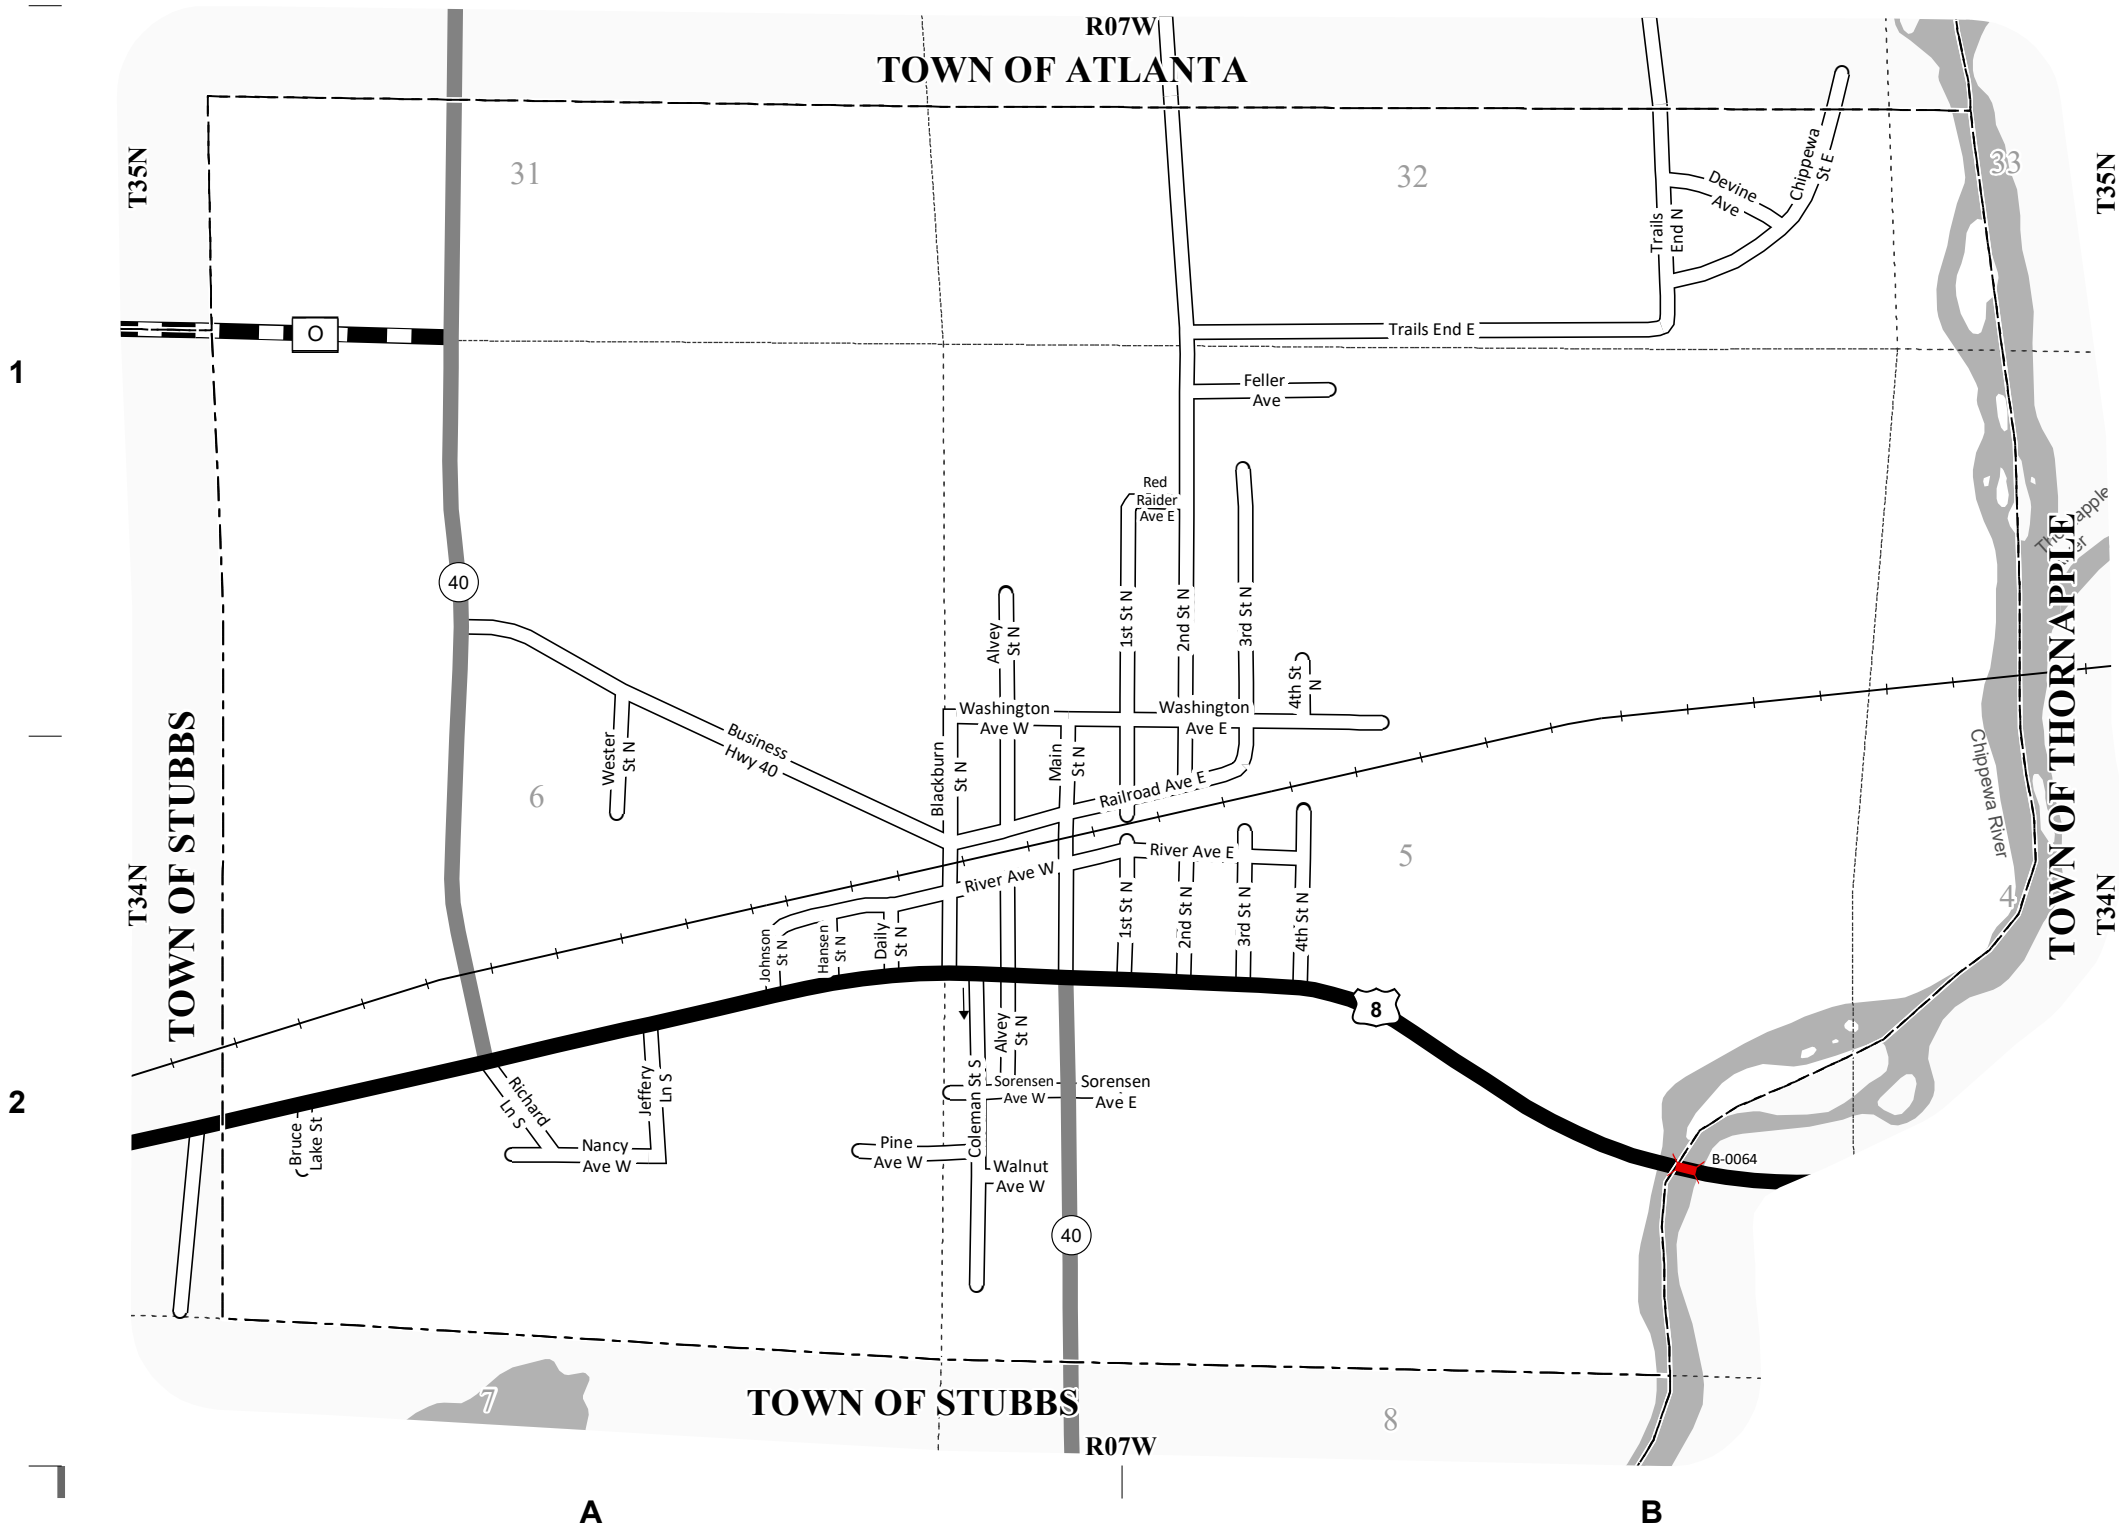 R07W
TOWN OF ATLANTA
T35N
31
32
33
T35N
Chippewa
St E
Devine
Ave
Trails
End N
O
Trails End E
1
Feller
Ave
Red
Raider
Ave E
40
1st St N
2nd St N
3rd St N
Alvey
St N
4th St
N
TOWN OF THORNAPPLE
Washington
Ave W
Washington
Ave E
Business
Hwy 40
Wester
St N
Blackburn
St N
Main
St N
Railroad Ave E
Chippewa River
6
TOWN OF STUBBS
T34N
5
4
T34N
River Ave E
River Ave W
Johnson
St N
Hansen
St N
Daily
St N
1st St N
2nd St N
3rd St N
4th St N
8
Alvey
St N
2
Richard
Ln S
Jeffery
Ln S
Coleman St S
Sorensen
Ave W
Sorensen
Ave E
Bruce
Lake St
Nancy
Ave W
Pine
Ave W
Walnut
Ave W
B-0064
40
7
TOWN OF STUBBS
8
R07W
A
B